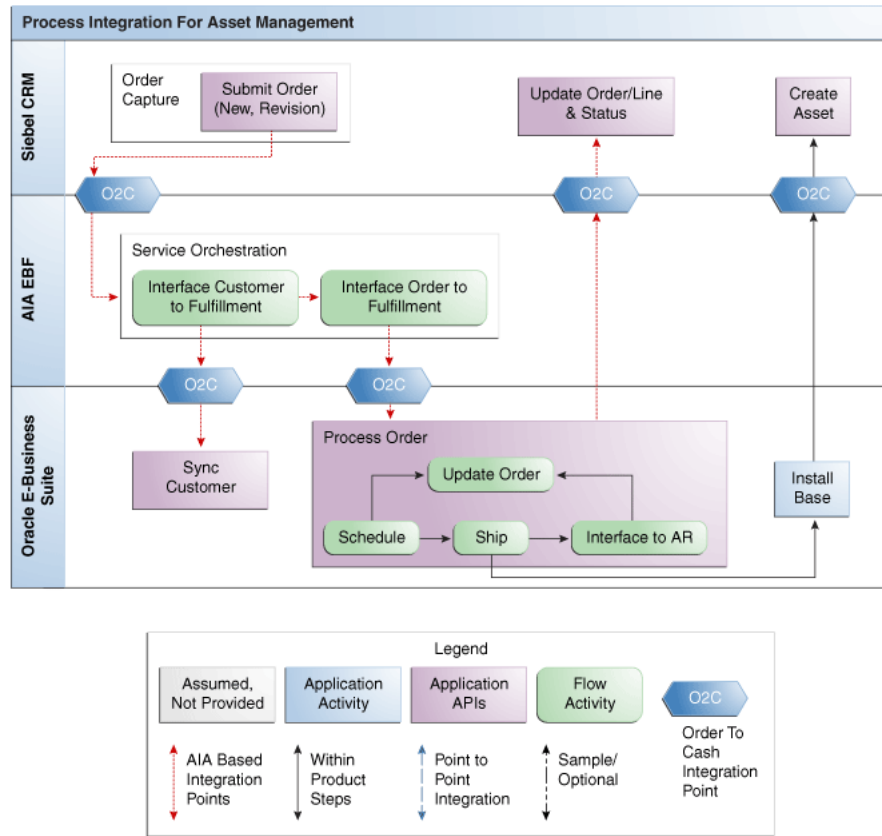 Process Integration For Asset Management
Siebel CRM
Order
Capture
Submit Order
(New, Revision)
Update Order/Line
& Status
Create
Asset
O2C
O2C
O2C
AIA EBF
Service Orchestration
Interface Customer
to Fulfillment
Interface Order to
Fulfillment
O2C
O2C
Oracle E-Business
Suite
Sync
Customer
Process Order
Update Order
Schedule
Ship
Interface to AR
Install
Base
Legend
Assumed,
Not Provided
Application
Activity
Application
APIs
Flow
Activity
O2C
Order To
Cash
Integration
Point
AIA Based
Integration
Points
Within
Product
Steps
Point to
Point
Integration
Sample/
Optional